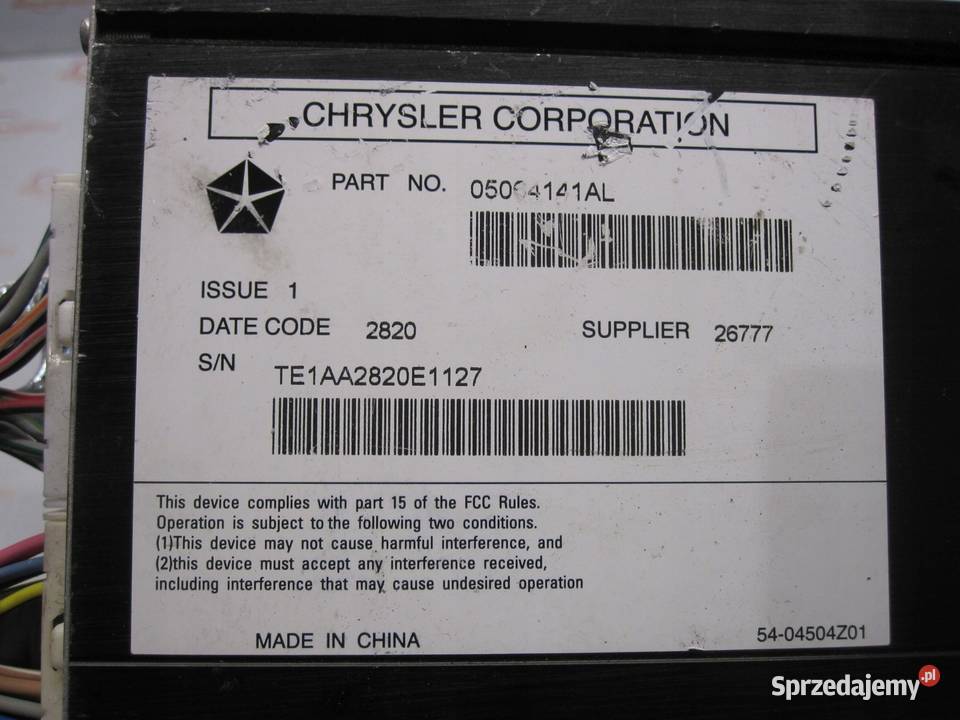 CHRYSLER CORPORATION
PART NO.
ISSUE 1
DATE CODE 2820 SUPPLIER 26777
S/N TE1AA2820E1127
This device complies with part 15 of the FCC Rules.
Operation is subject to the following two conditions.
(1)This device may not cause harmful interference, and
(2)this device must accept any interference received,
including interference that may cause undesired operation
MADE IN CHINA 54-04504Z01
Sprzedajemy.pl